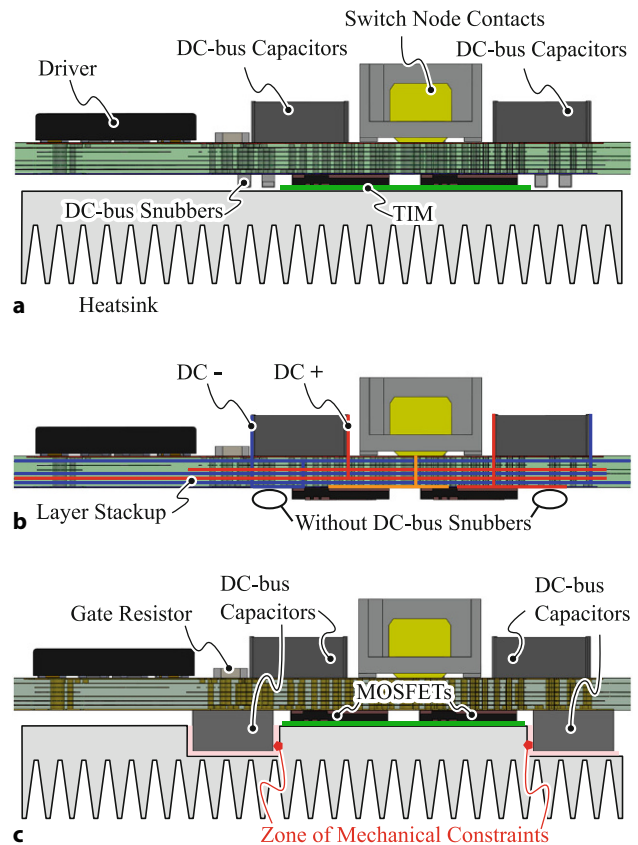 Switch Node Contacts
DC-bus Capacitors
DC-bus Capacitors
Driver
DC-bus Snubbers
TIM
Heatsink
a
DC -
DC +
Layer Stackup
Without DC-bus Snubbers
b
DC-bus
Capacitors
DC-bus
Capacitors
Gate Resistor
MOSFETs
Zone of Mechanical Constraints
c